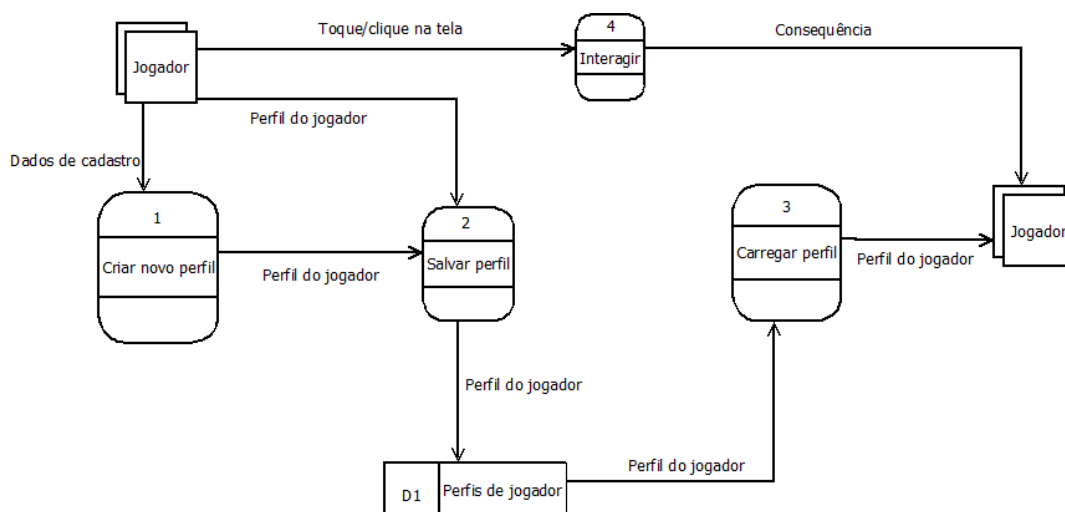 Toque/clique na tela
4
Consequência
Interagir
Jogador
Perfil do jogador
Dados de cadastro
1
2
3
Jogador
Criar novo perfil
Salvar perfil
Carregar perfil
Perfil do jogador
Perfil do jogador
Perfil do jogador
Perfil do jogador
D1
Perfis de jogador